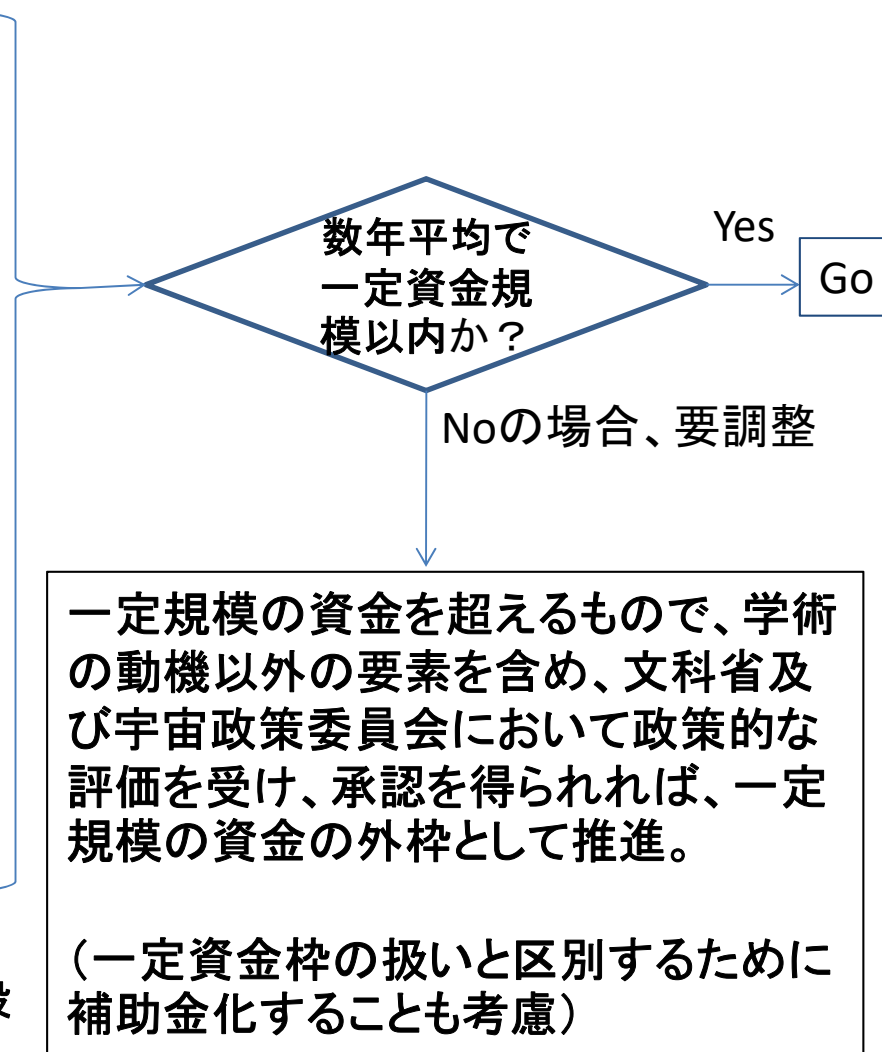 数年平均で
一定資金規
模以内か？
Yes
Go
Noの場合、要調整
一定規模の資金を超えるもので、学術
の動機以外の要素を含め、文科省及
び宇宙政策委員会において政策的な
評価を受け、承認を得られれば、一定
規模の資金の外枠として推進。
（一定資金枠の扱いと区別するために
補助金化することも考慮）